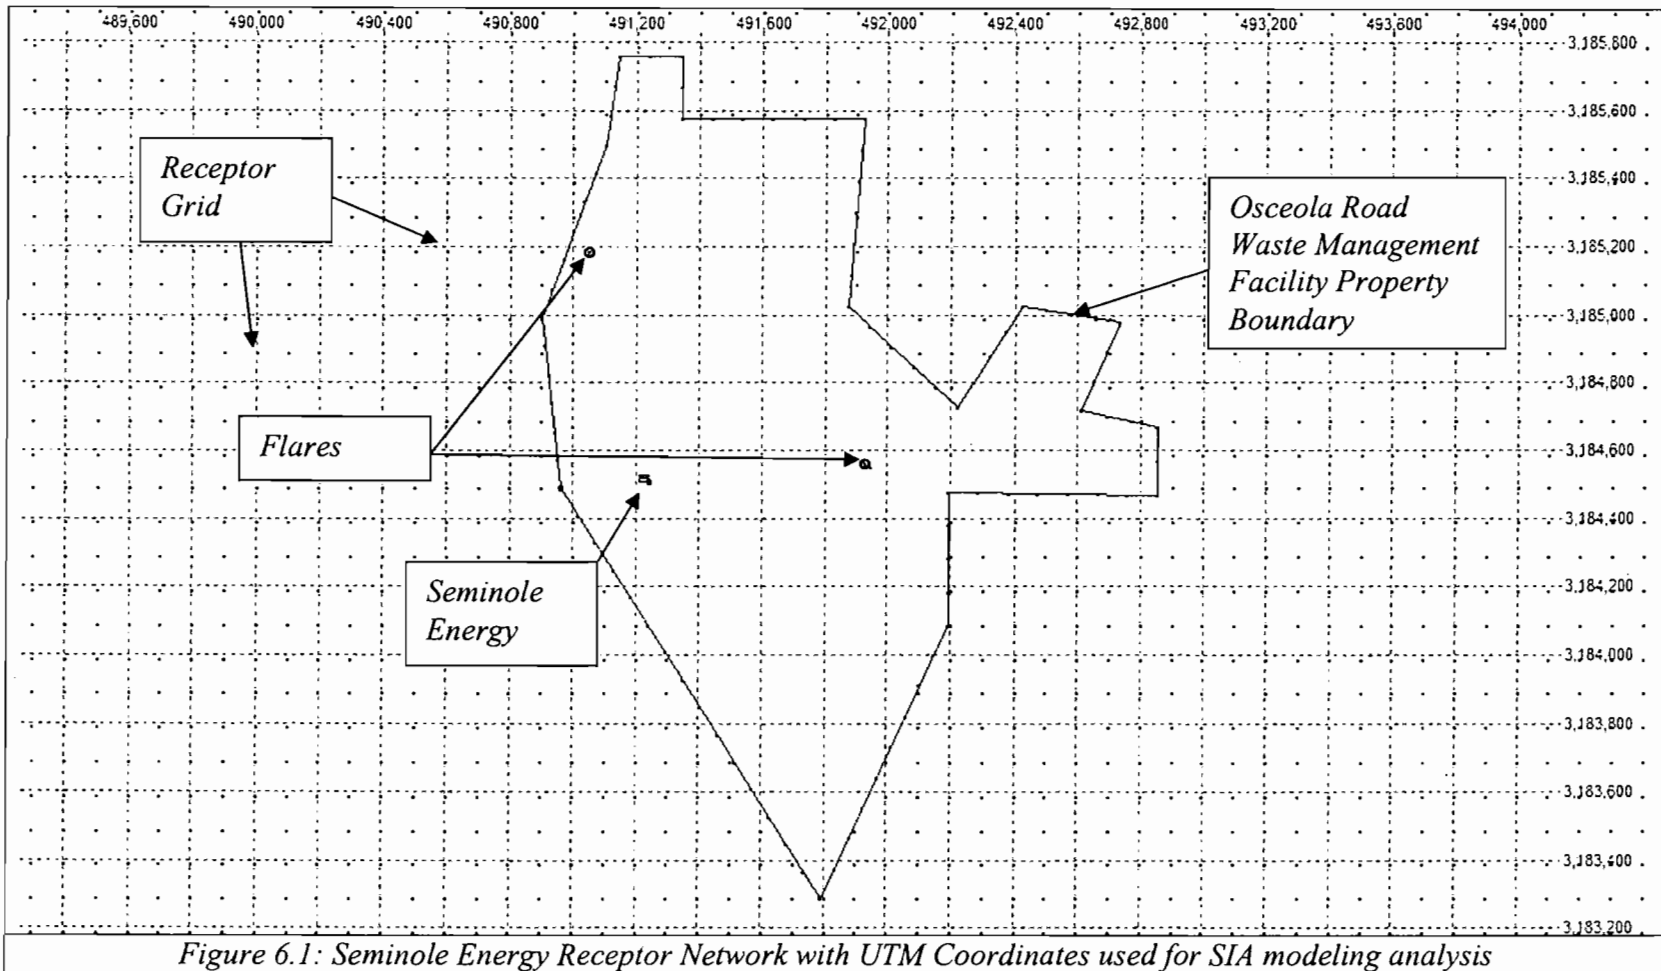 489,600 490,000 490,400 490,800 491,200 491,600 492,000 492,400 492,800 493,200 493,600 494,000
3,185,800
3,185,600
Receptor
Grid
3,185,400
Osceola Road
Waste Management
Facility Property
Boundary
3,185,200
3,185,000
3,184,800
Flares
3,184,600
3,184,400
Seminole
Energy
3,184,200
3,184,000
3,183,800
3,183,600
3,183,400
3,183,200
Figure 6.1: Seminole Energy Receptor Network with UTM Coordinates used for SIA modeling analysis